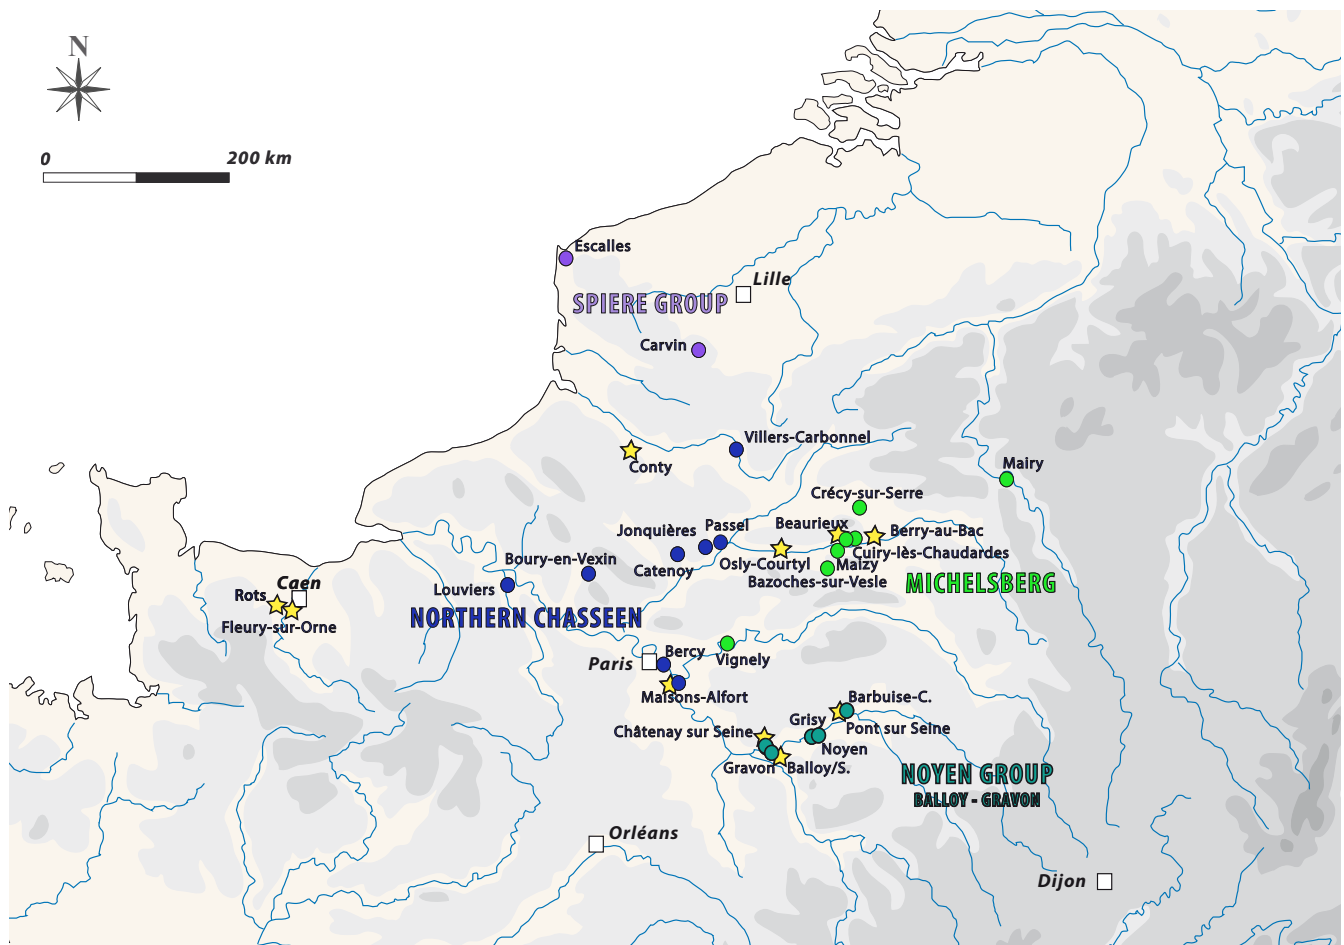 N
0
200 km
Escalles
Lille
SPIERE GROUP
Carvin
Villers-Carbonnel
Conty
Mairy
Crécy-sur-Serre
Jonquières
Passel
Beaurieux
Berry-au-Bac
Boury-en-Vexin
Catenoy
Osly-Courtyl
Cuiry-lès-Chaudardes
Maizy
Bazoches-sur-Vesle
MICHELSBERG
Louviers
Caen
Rots
Fleury-sur-Orne
NORTHERN CHASSEEN
Paris
Bercy
Vignely
Maisons-Alfort
Barbuise-C.
Grisy
Châtenay sur Seine
Pont sur Seine
Noyen
Gravon
Balloy/S.
NOYEN GROUP
BALLOY - GRAVON
Orléans
Dijon